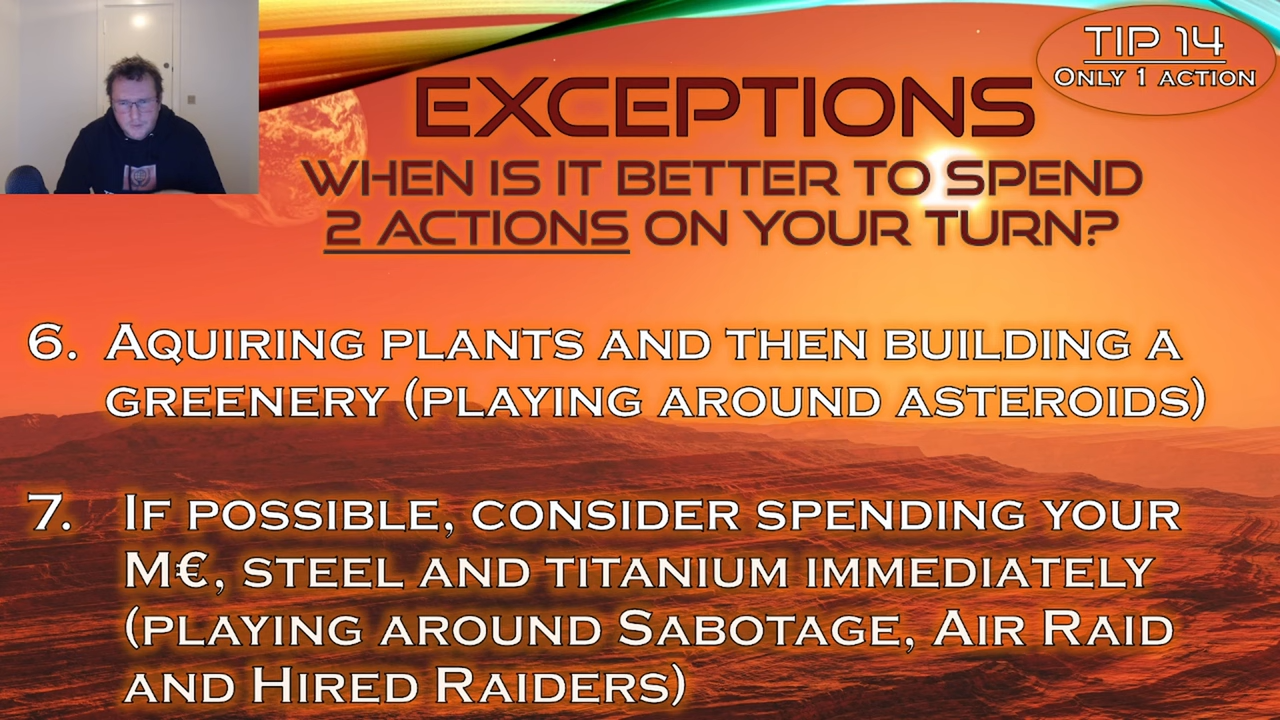 TIP 14
ONLY 1 ACTION
EXCEPTIONS
WHEN IS IT BETTER TO SPEND
2 ACTIONS ON YOUR TURN?
6. AQUIRING PLANTS AND THEN BUILDING A
GREENERY (PLAYING AROUND ASTEROIDS)
7. IF POSSIBLE, CONSIDER SPENDING YOUR
M€, STEEL AND TITANIUM IMMEDIATELY
(PLAYING AROUND SABOTAGE, AIR RAID
AND HIRED RAIDERS)